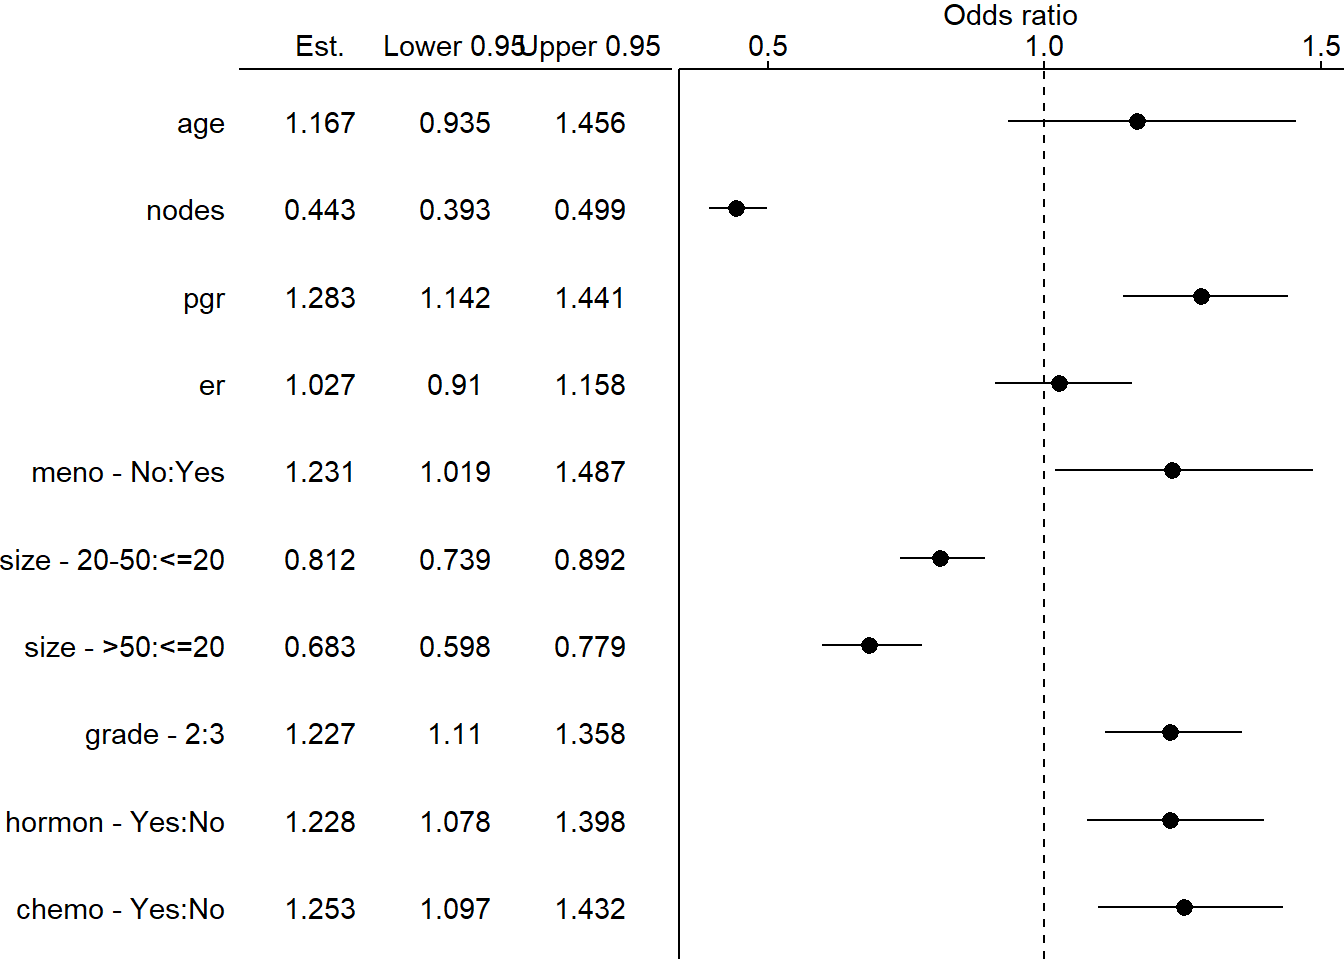 Odds ratio
Est. Lower 0.95 Upper 0.95 0.5 1.0 1.5
age 1.167 0.935 1.456
nodes 0.443 0.393 0.499
pgr 1.283 1.142 1.441
er 1.027 0.91 1.158
meno - No:Yes 1.231 1.019 1.487
size - 20-50:<=20 0.812 0.739 0.892
size - >50:<=20 0.683 0.598 0.779
grade - 2:3 1.227 1.11 1.358
hormon - Yes:No 1.228 1.078 1.398
chemo - Yes:No 1.253 1.097 1.432